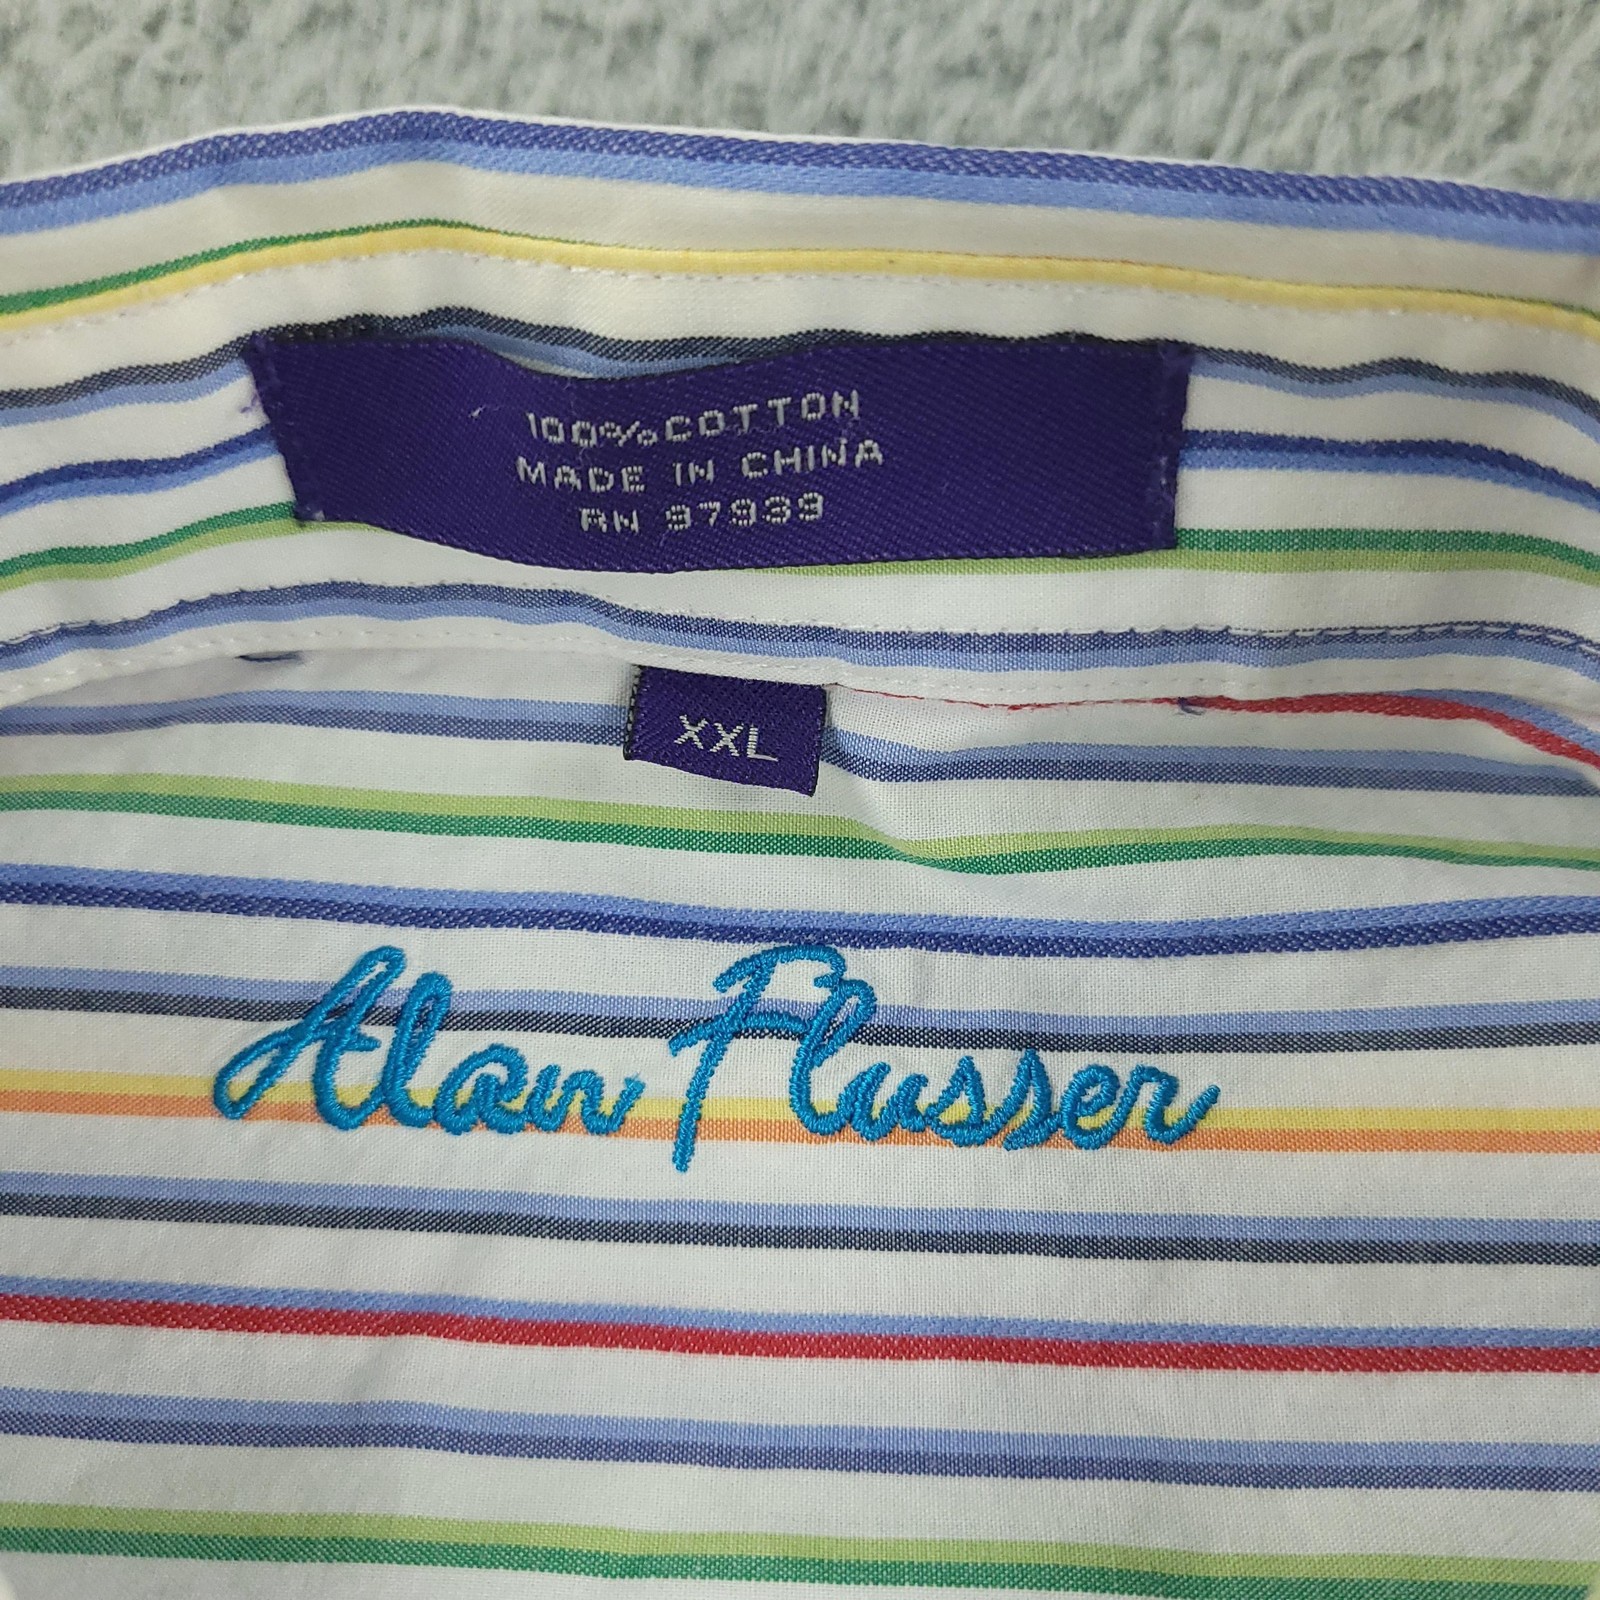 100% COTTON
MADE IN CHINA
RN 97939
XXL
Alan Flusser